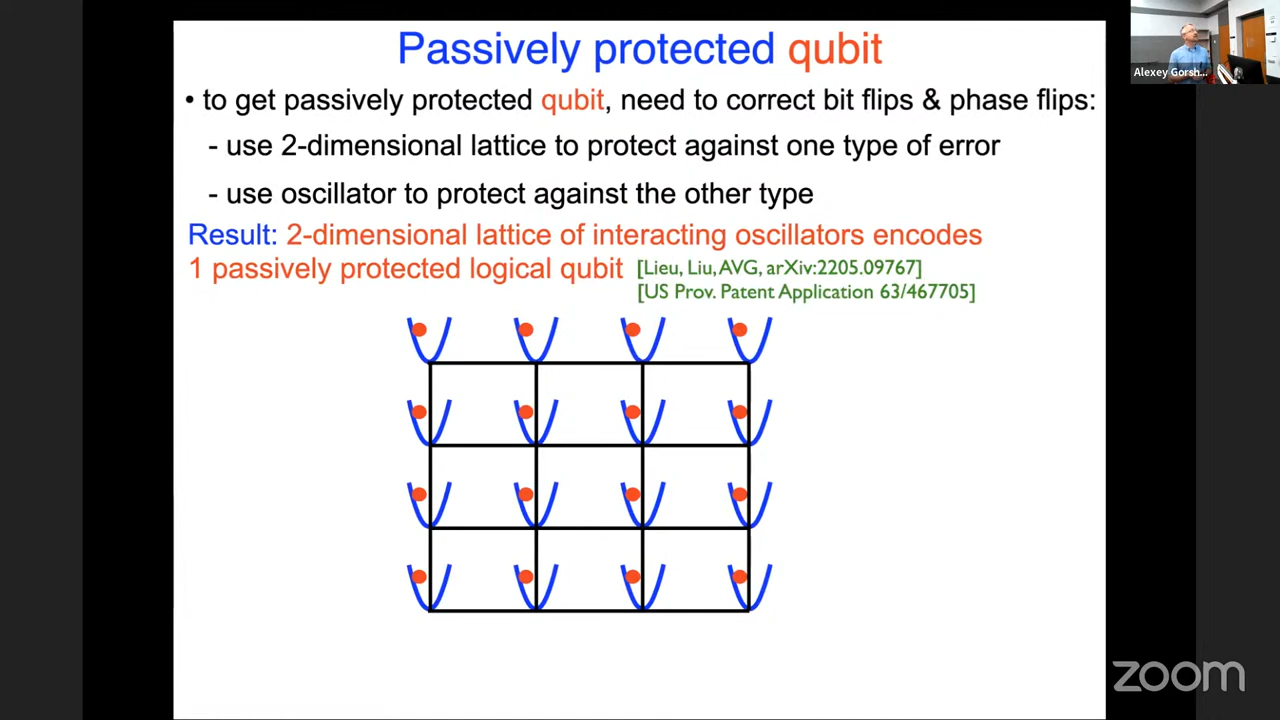 Passively protected qubit
• to get passively protected qubit, need to correct bit flips & phase flips:
- use 2-dimensional lattice to protect against one type of error
- use oscillator to protect against the other type
Result: 2-dimensional lattice of interacting oscillators encodes
1 passively protected logical qubit [Lieu, Liu, AVG, arXiv:2205.09767]
[US Prov. Patent Application 63/467705]
Alexey Gorsh...
zoom